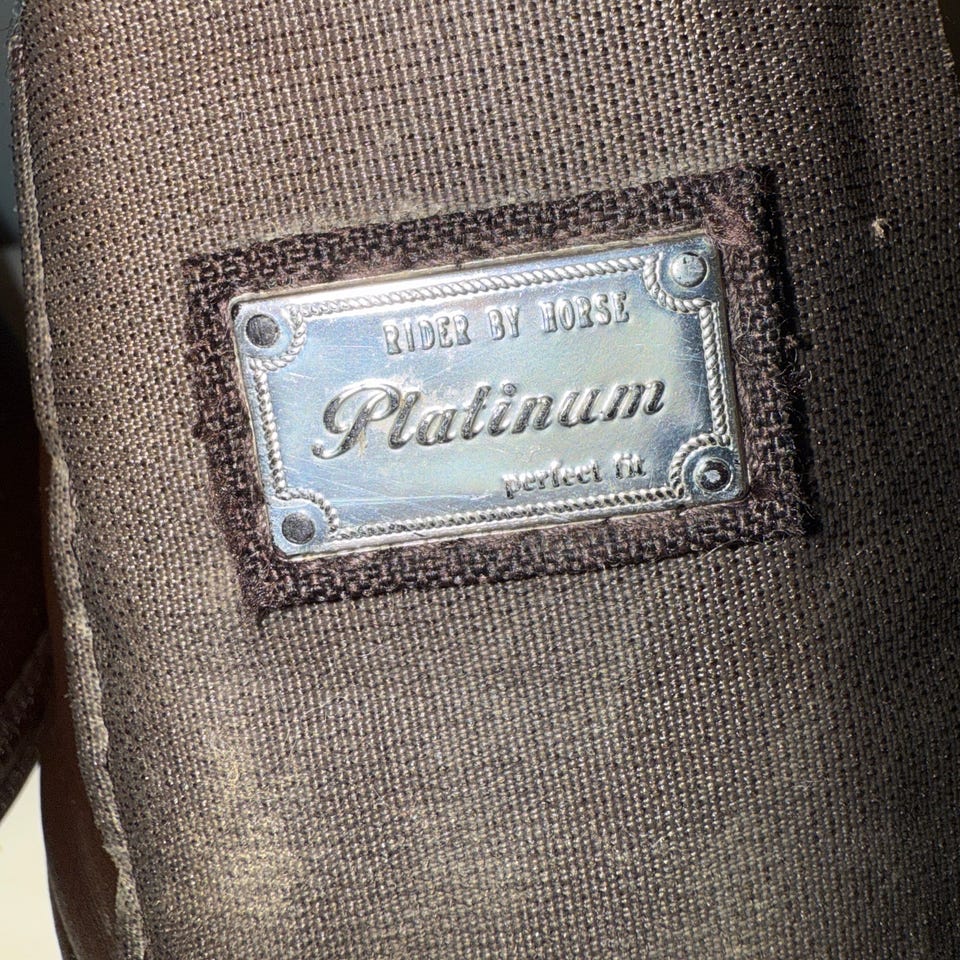 RIDER BY HORSE
Platinum
perfect fit